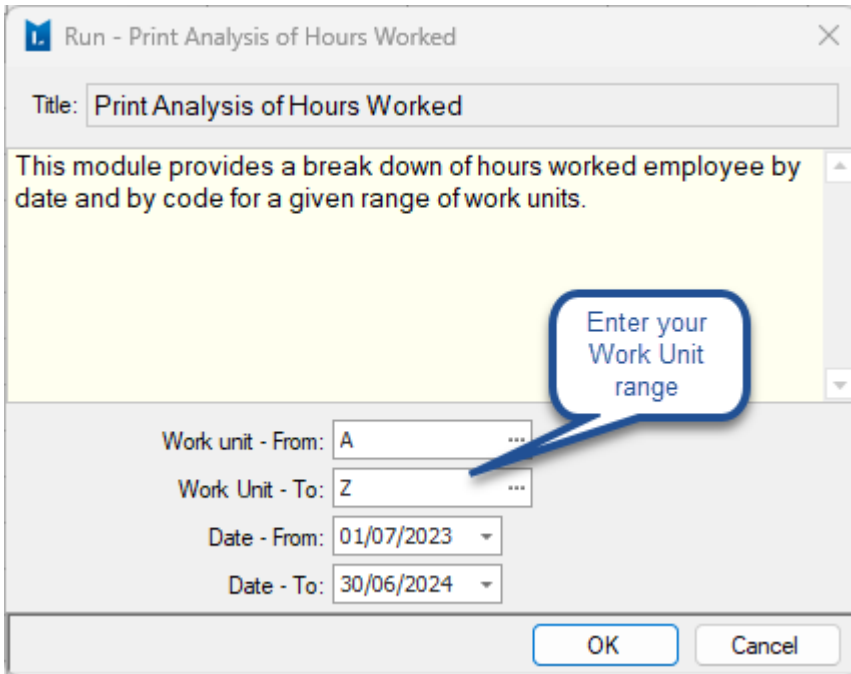 Run - Print Analysis of Hours Worked
Title: Print Analysis of Hours Worked
This module provides a break down of hours worked employee by
date and by code for a given range of work units.
Enter your
Work Unit
range
Work unit - From: A ...
Work Unit - To: Z ...
Date - From: 01/07/2023
Date - To: 30/06/2024
OK Cancel